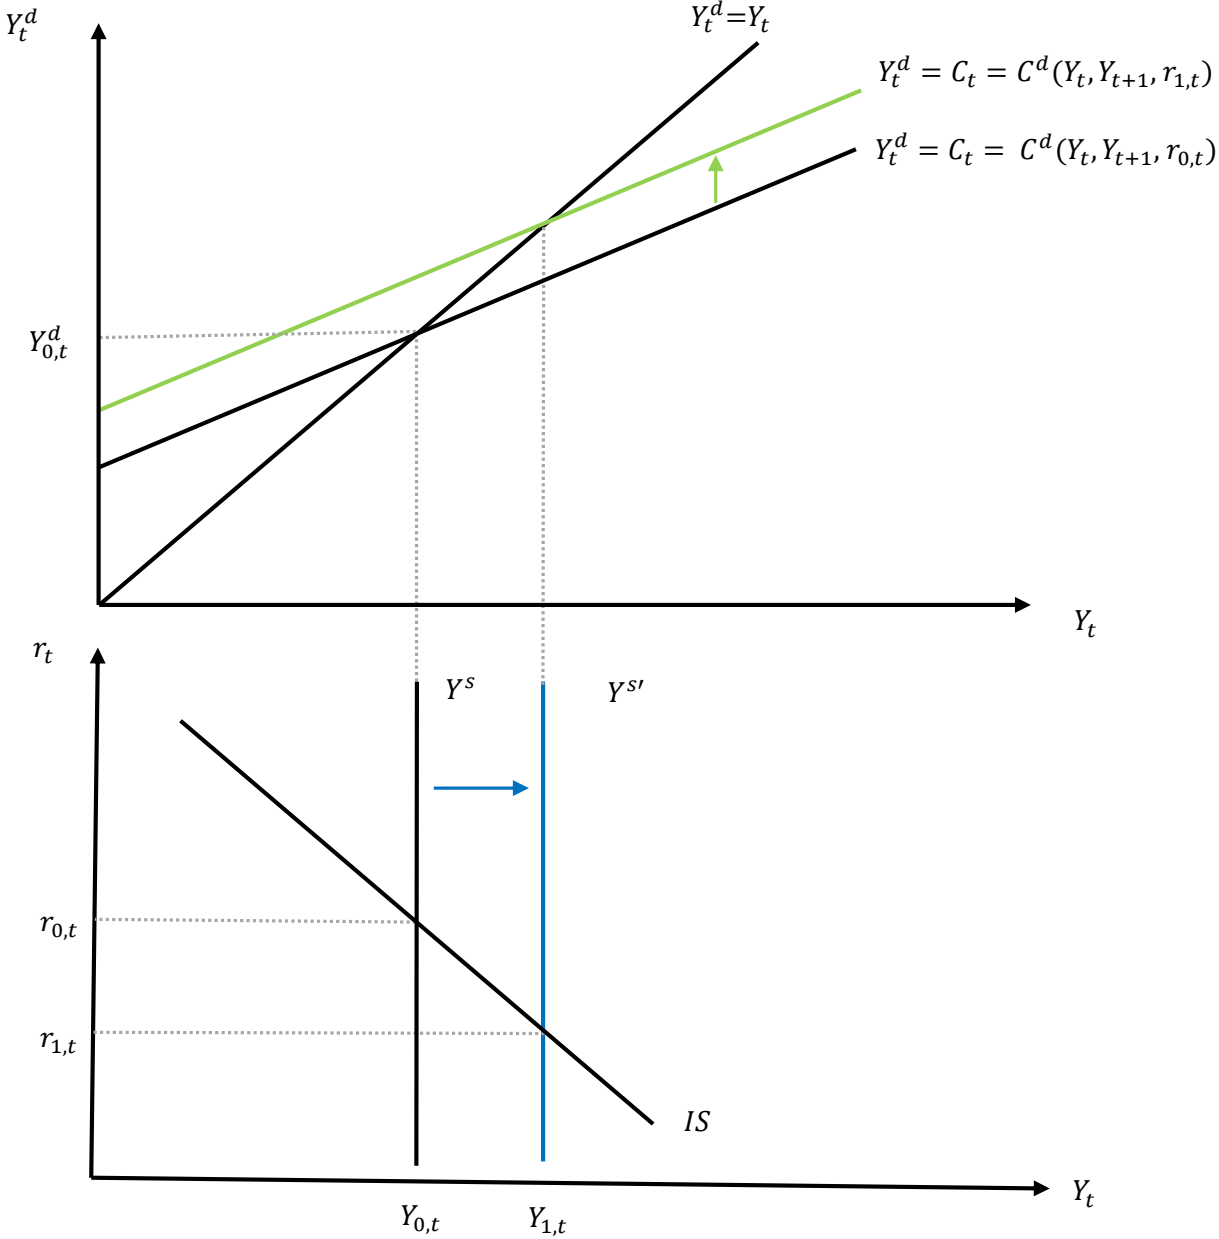 $Y_t^d$
$Y_t^d = Y_t$
$Y_t^d = C_t = C^d(Y_t, Y_{t+1}, r_{1,t})$
$Y_t^d = C_t = C^d(Y_t, Y_{t+1}, r_{0,t})$
$Y_{0,t}^d$
$Y_t$
$r_t$
$Y^s$
$Y^{s\prime}$
$r_{0,t}$
$r_{1,t}$
$IS$
$Y_t$
$Y_{0,t}$
$Y_{1,t}$